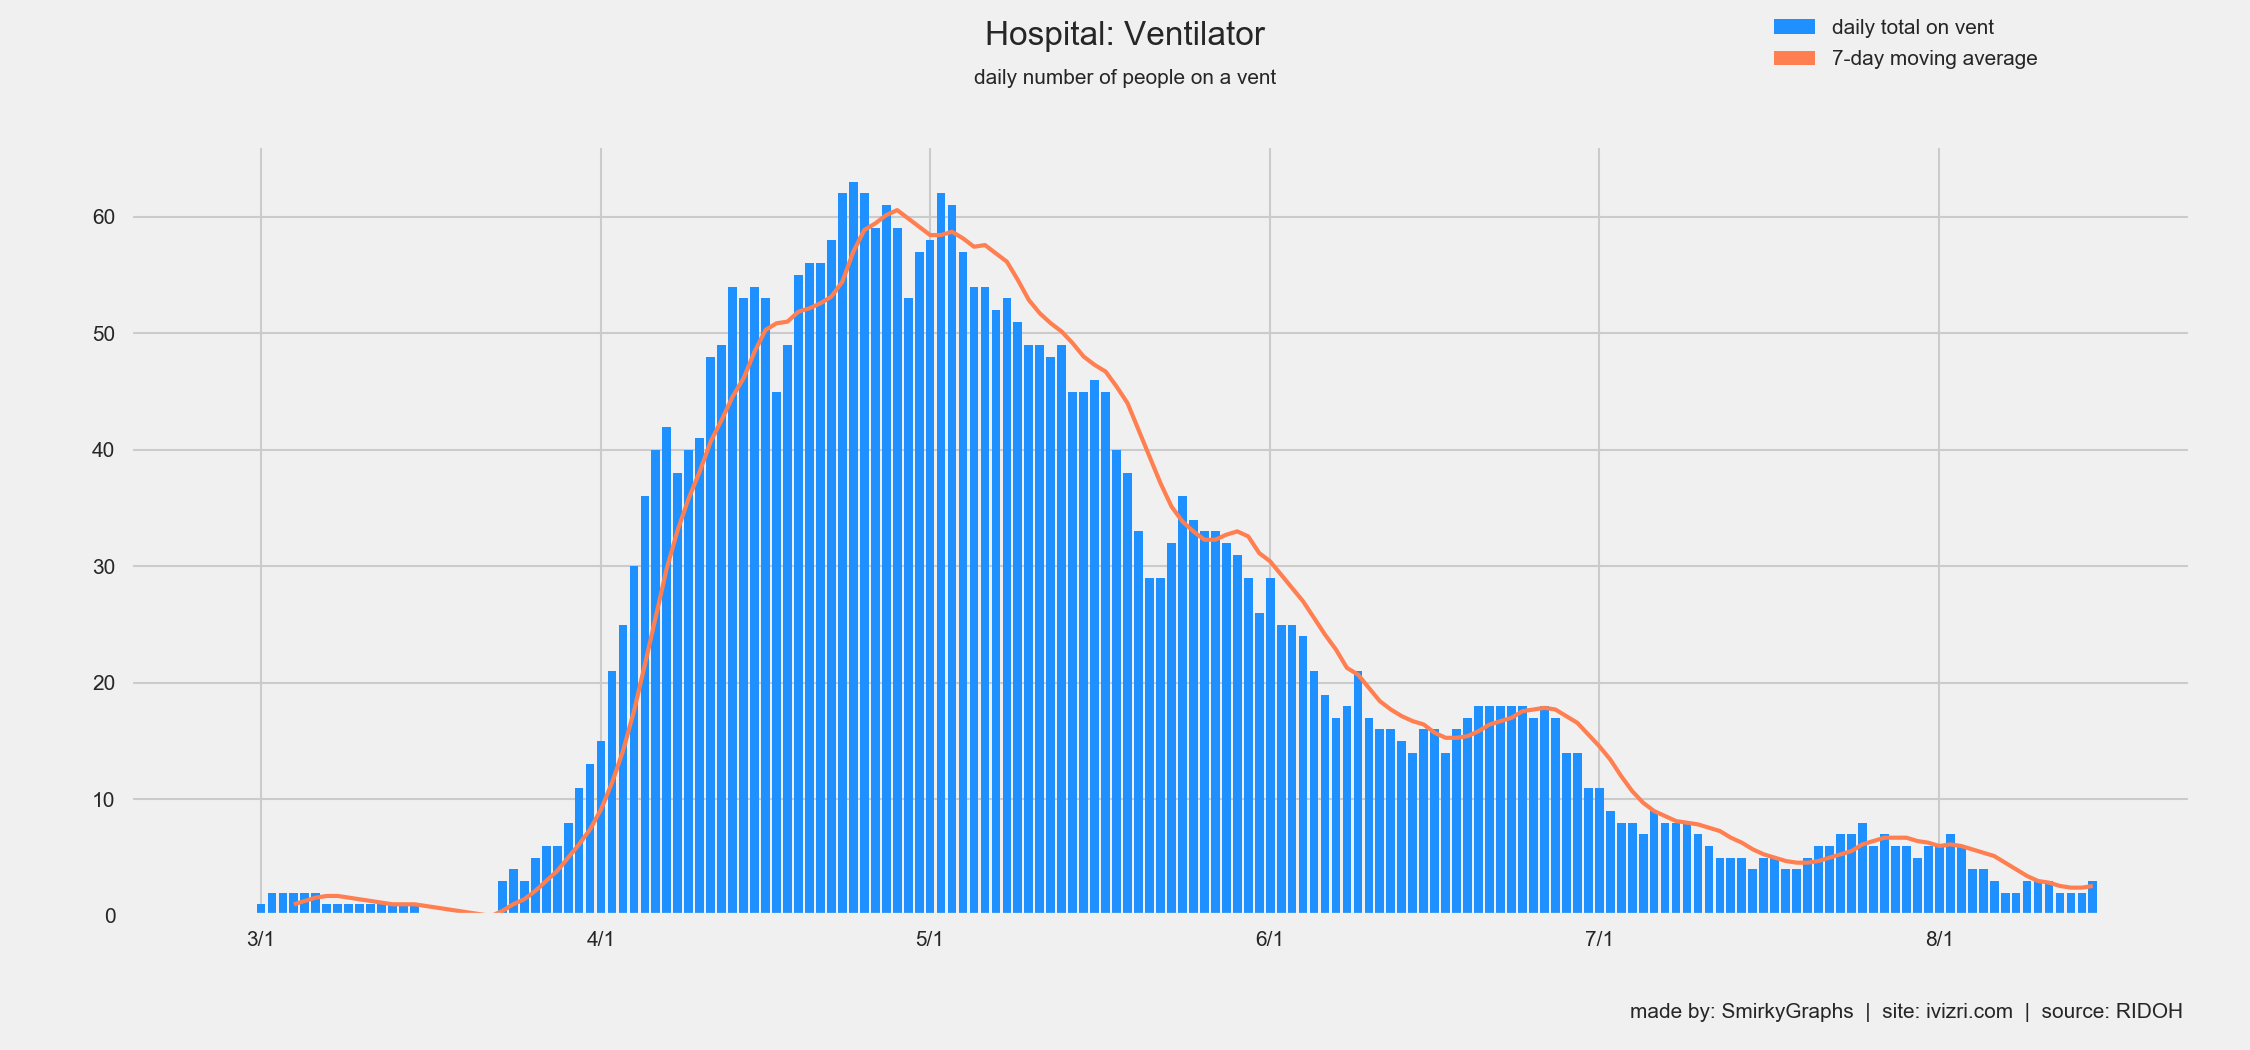 Hospital: Ventilator
daily number of people on a vent
daily total on vent
7-day moving average
60
50
40
30
20
10
0
3/1
4/1
5/1
6/1
7/1
8/1
made by: SmirkyGraphs | site: ivizri.com | source: RIDOH